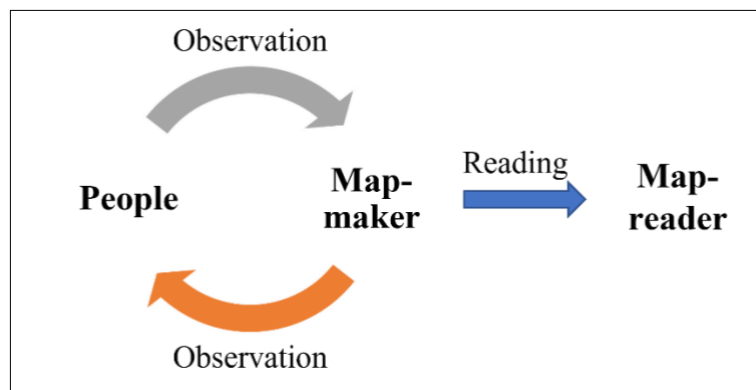 Observation
People
Map-
maker
Reading
Map-
reader
Observation